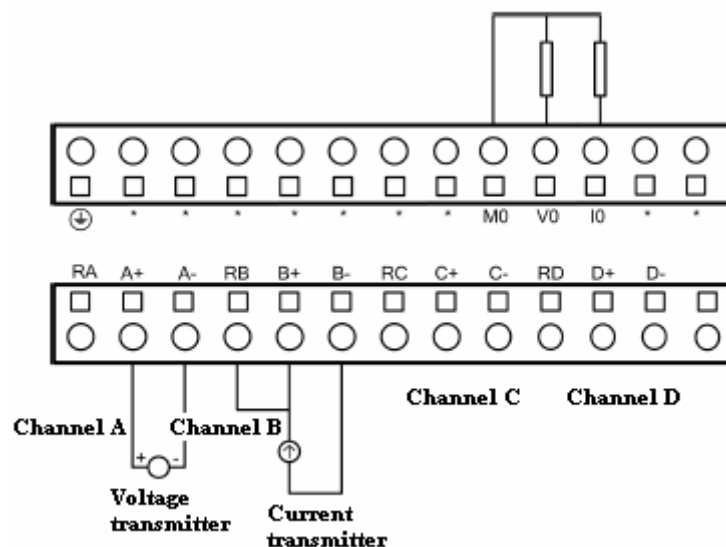 * * * * * * * M0 V0 I0 * *
RA A+ A- RB B+ B- RC C+ C- RD D+ D-
Channel A Channel B Channel C Channel D
+ -
Voltage
transmitter
Current
transmitter